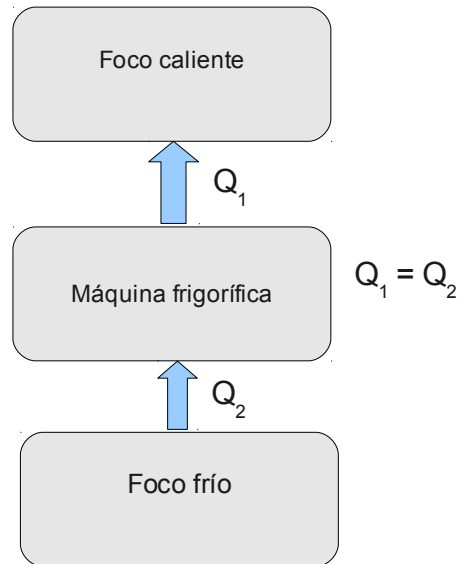 Foco caliente
Q₁
Máquina frigorífica
Q₁ = Q₂
Q₂
Foco frío